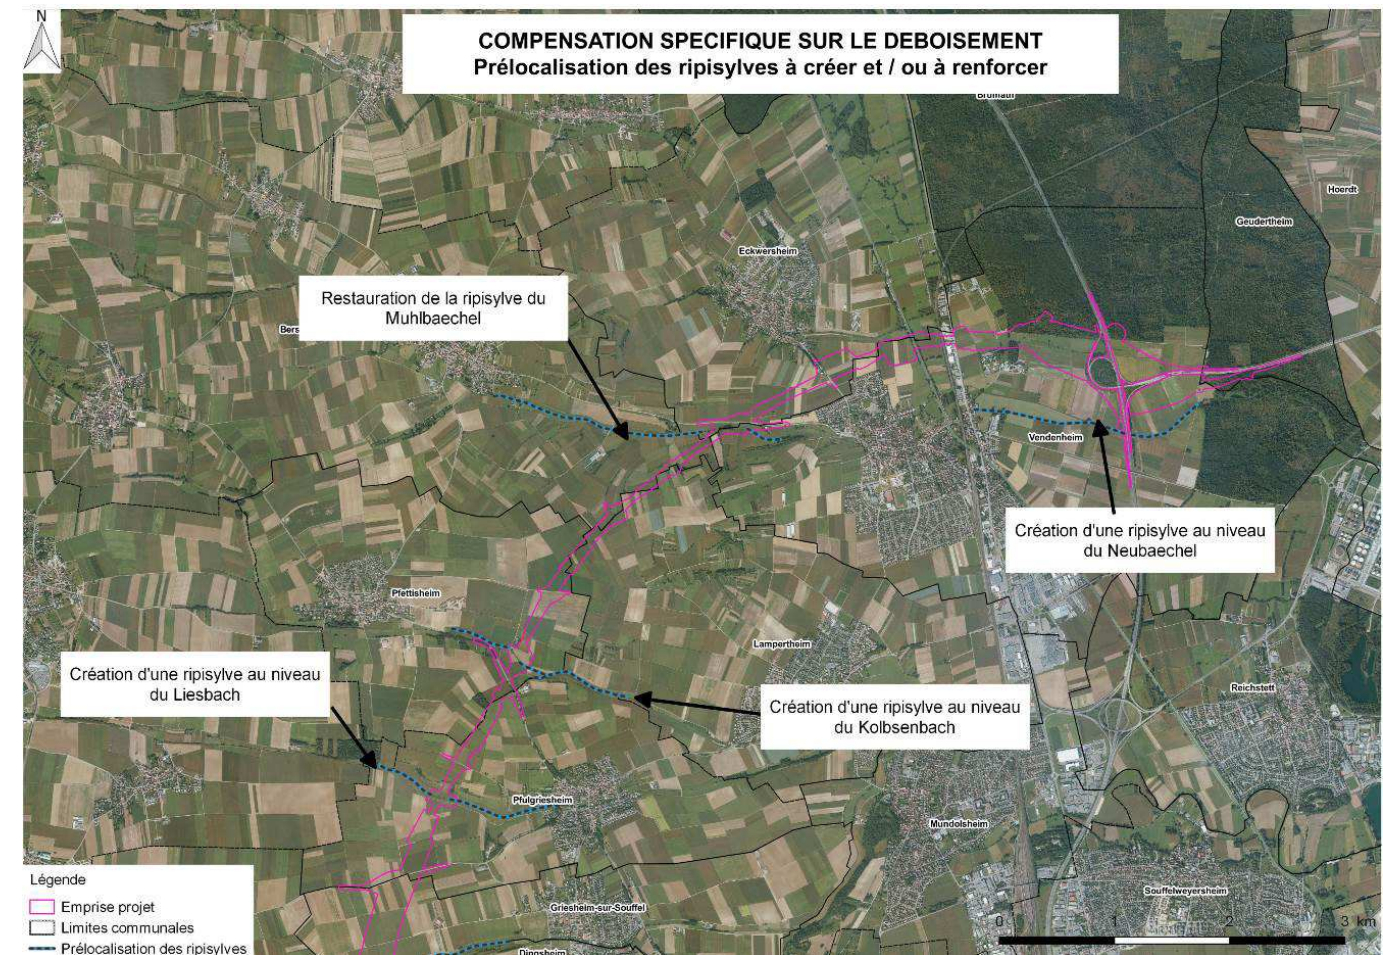 N
COMPENSATION SPECIFIQUE SUR LE DEBOISEMENT
Prélocalisation des ripisylves à créer et / ou à renforcer
Brumath
Hoerdt
Geudertheim
Eckwersheim
Restauration de la ripisylve du
Muhlbaechel
Bers
Vendenheim
Création d'une ripisylve au niveau
du Neubaechel
Pfettisheim
Lampertheim
Création d'une ripisylve au niveau
du Liesbach
Création d'une ripisylve au niveau
du Kolbsenbach
Reichstett
Pfulgriesheim
Mundolsheim
Souffelweyersheim
Griesheim-sur-Souffel
Dingsheim
Légende
Emprise projet
Limites communales
Prélocalisation des ripisylves
0 1 2 3 km